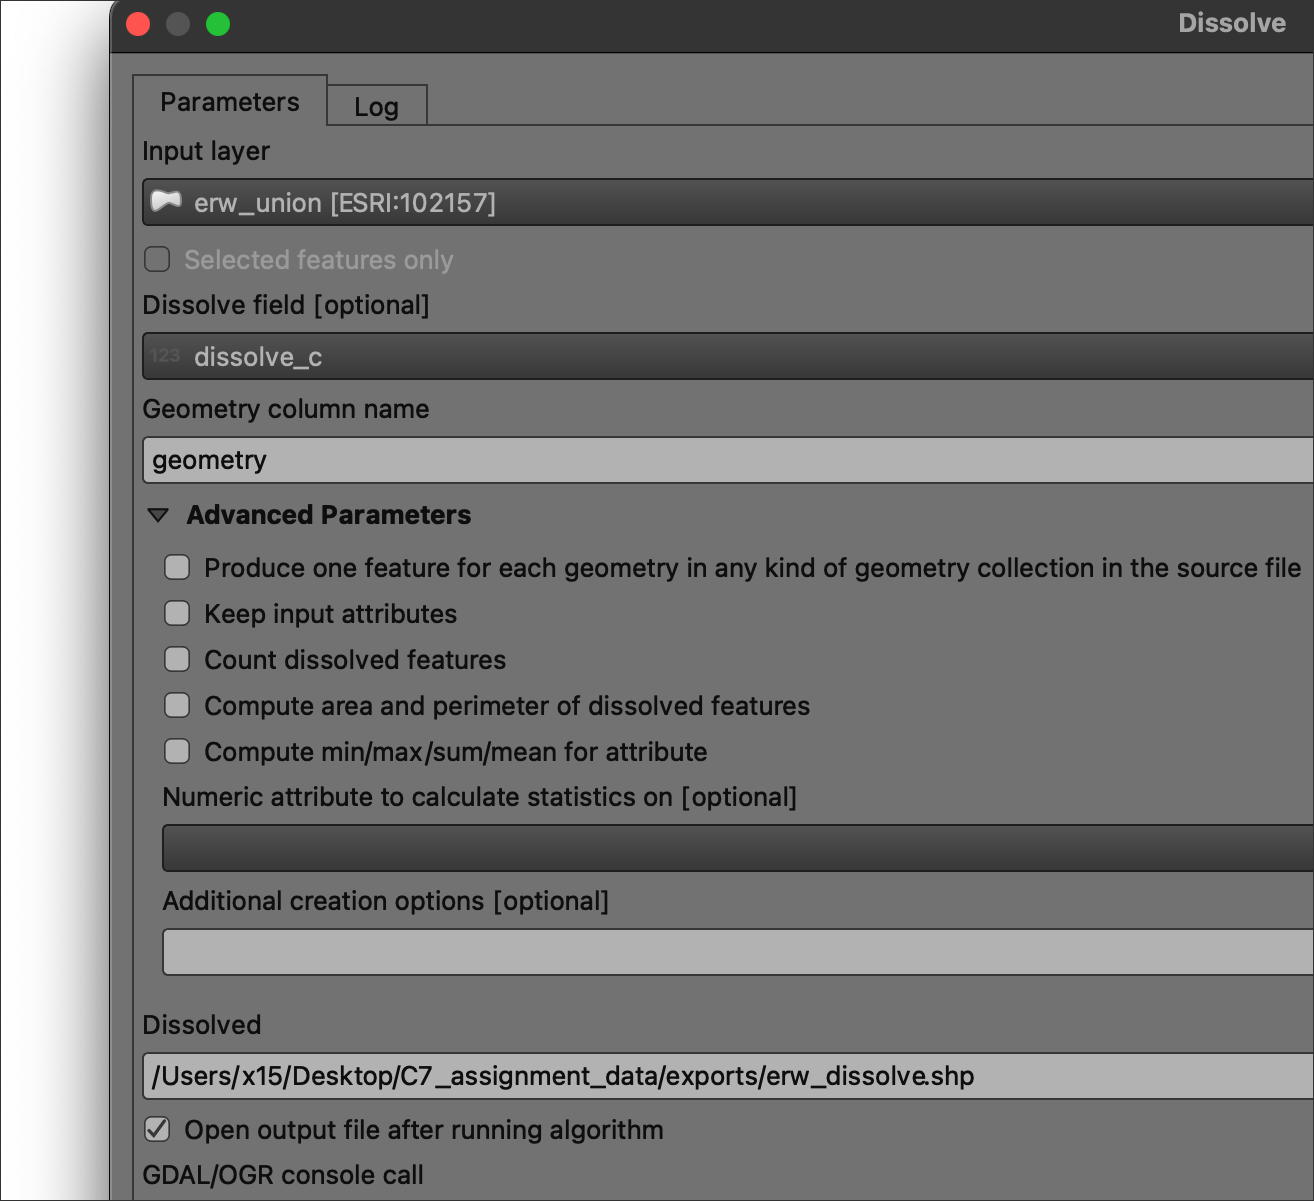 Dissolve
Parameters
Log
Input layer
erw_union [ESRI:102157]
Selected features only
Dissolve field [optional]
123 dissolve_c
Geometry column name
geometry
Advanced Parameters
Produce one feature for each geometry in any kind of geometry collection in the source file
Keep input attributes
Count dissolved features
Compute area and perimeter of dissolved features
Compute min/max/sum/mean for attribute
Numeric attribute to calculate statistics on [optional]
Additional creation options [optional]
Dissolved
/Users/x15/Desktop/C7_assignment_data/exports/erw_dissolve.shp
Open output file after running algorithm
GDAL/OGR console call